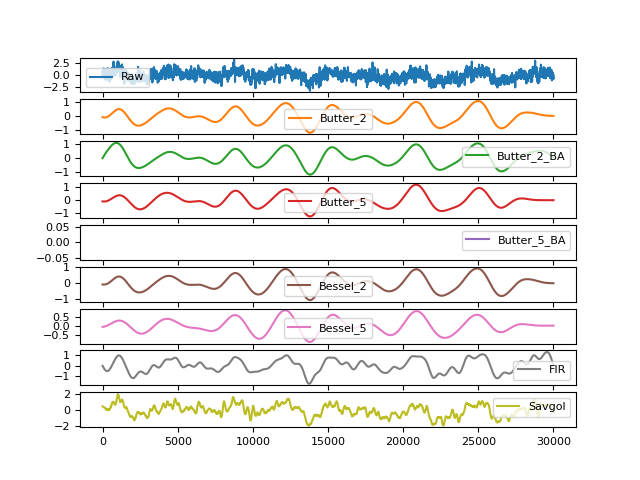 2.5
0.0
−2.5
Raw
1
0
−1
Butter_2
1
0
−1
Butter_2_BA
1
0
−1
Butter_5
0.05
0.00
−0.05
Butter_5_BA
1
0
−1
Bessel_2
0.5
0.0
−0.5
Bessel_5
1
0
−1
FIR
2
0
−2
Savgol
0 5000 10000 15000 20000 25000 30000